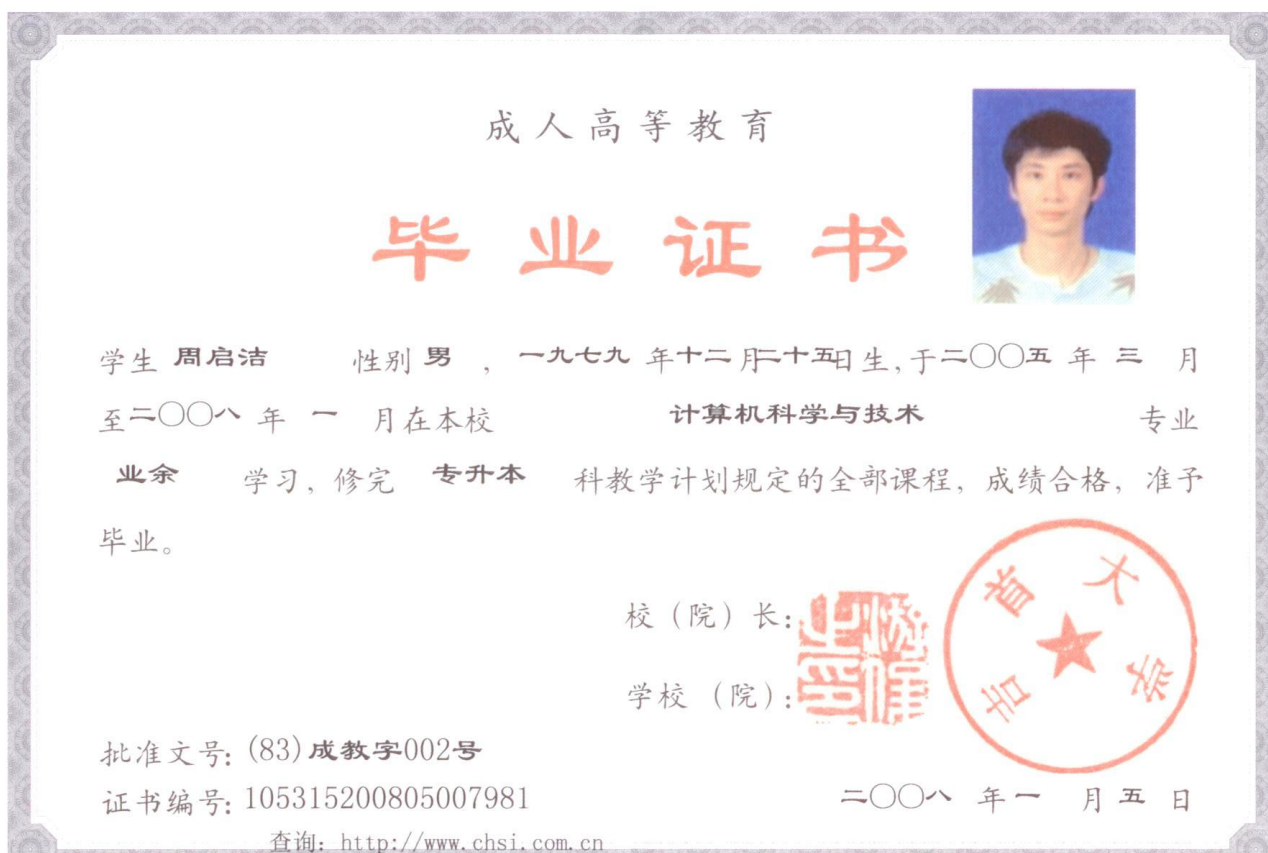 成人高等教育
毕业证书
学生 周启洁 性别 男 , 一九七九 年十二月二十五日生, 于二〇〇五 年 三 月
至二〇〇八 年 一 月在本校 计算机科学与技术 专业
业余 学习, 修完 专升本 科教学计划规定的全部课程, 成绩合格, 准予
毕业。
校（院）长:
学校（院）:
吉首大学
批准文号: (83)成教字002号
证书编号: 105315200805007981
二〇〇八 年 一 月 五 日
查询: http://www.chsi.com.cn